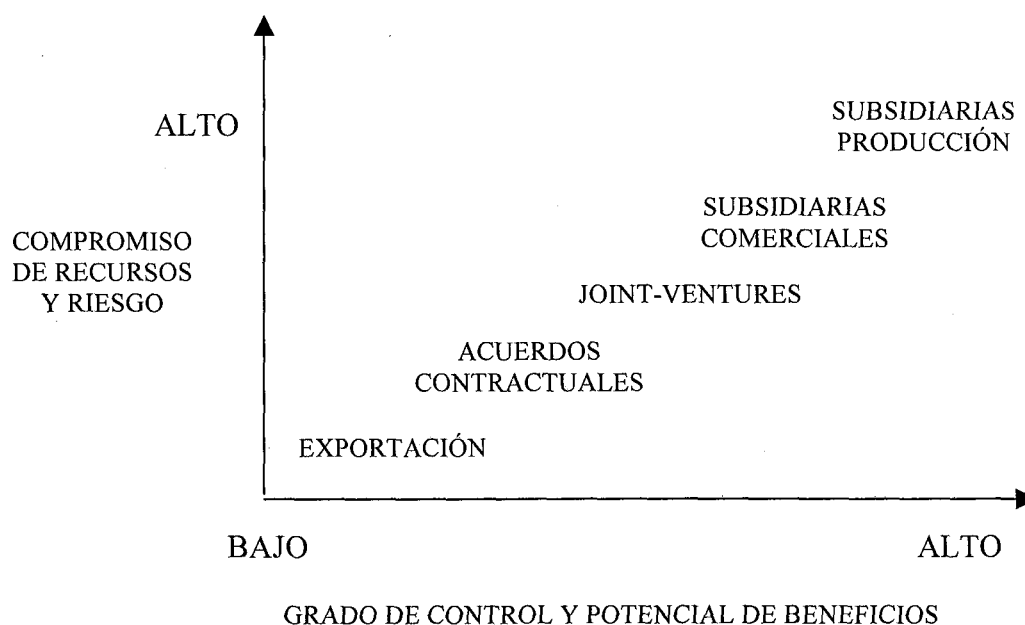 ALTO
SUBSIDIARIAS
PRODUCCIÓN
SUBSIDIARIAS
COMERCIALES
COMPROMISO
DE RECURSOS
Y RIESGO
JOINT-VENTURES
ACUERDOS
CONTRACTUALES
EXPORTACIÓN
BAJO
ALTO
GRADO DE CONTROL Y POTENCIAL DE BENEFICIOS